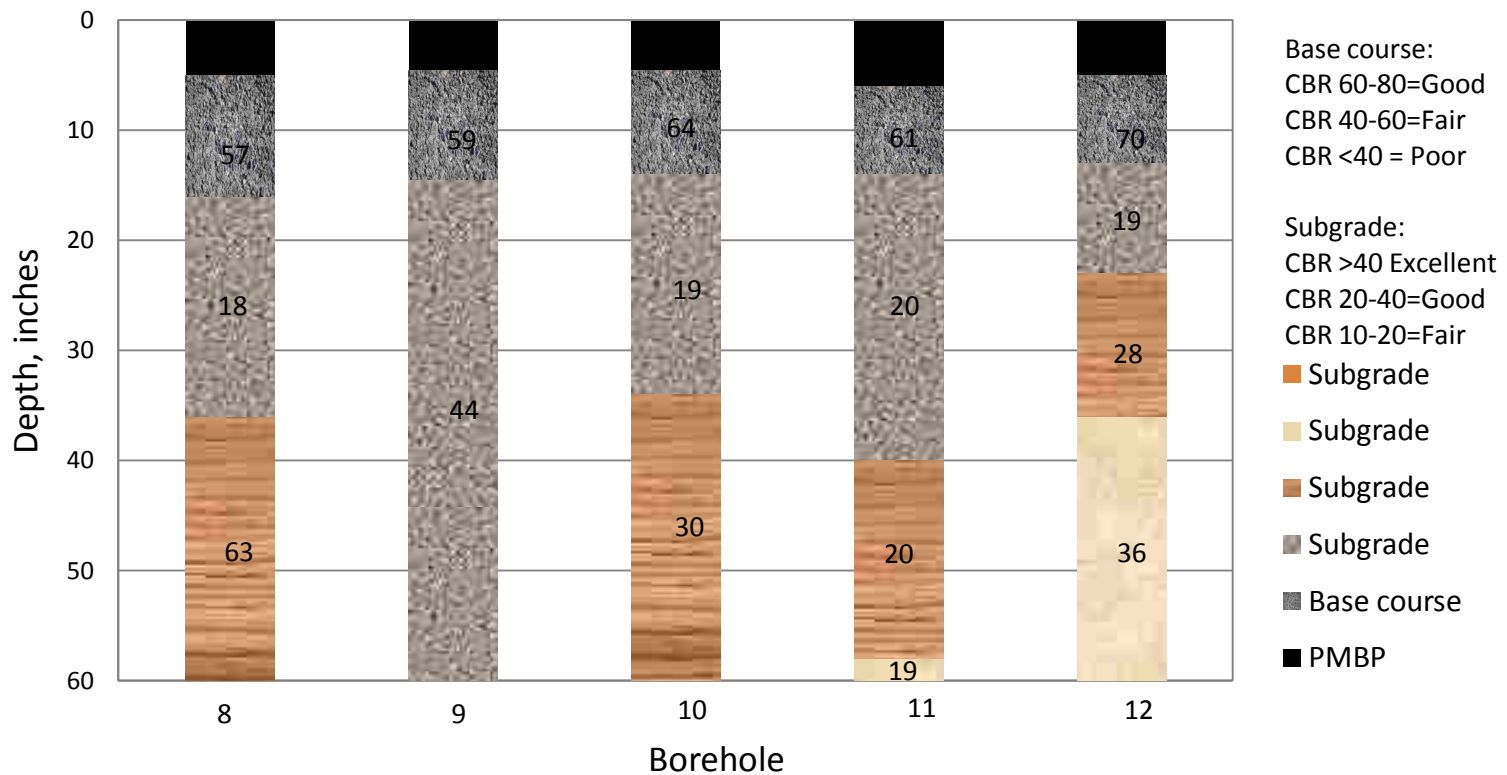 0
10
20
30
40
50
60
Depth, inches
57
18
63
59
44
64
19
30
61
20
20
19
70
19
28
36
8
9
10
11
12
Borehole
Base course:
CBR 60-80=Good
CBR 40-60=Fair
CBR <40 = Poor
Subgrade:
CBR >40 Excellent
CBR 20-40=Good
CBR 10-20=Fair
Subgrade
Subgrade
Subgrade
Subgrade
Base course
PMBP